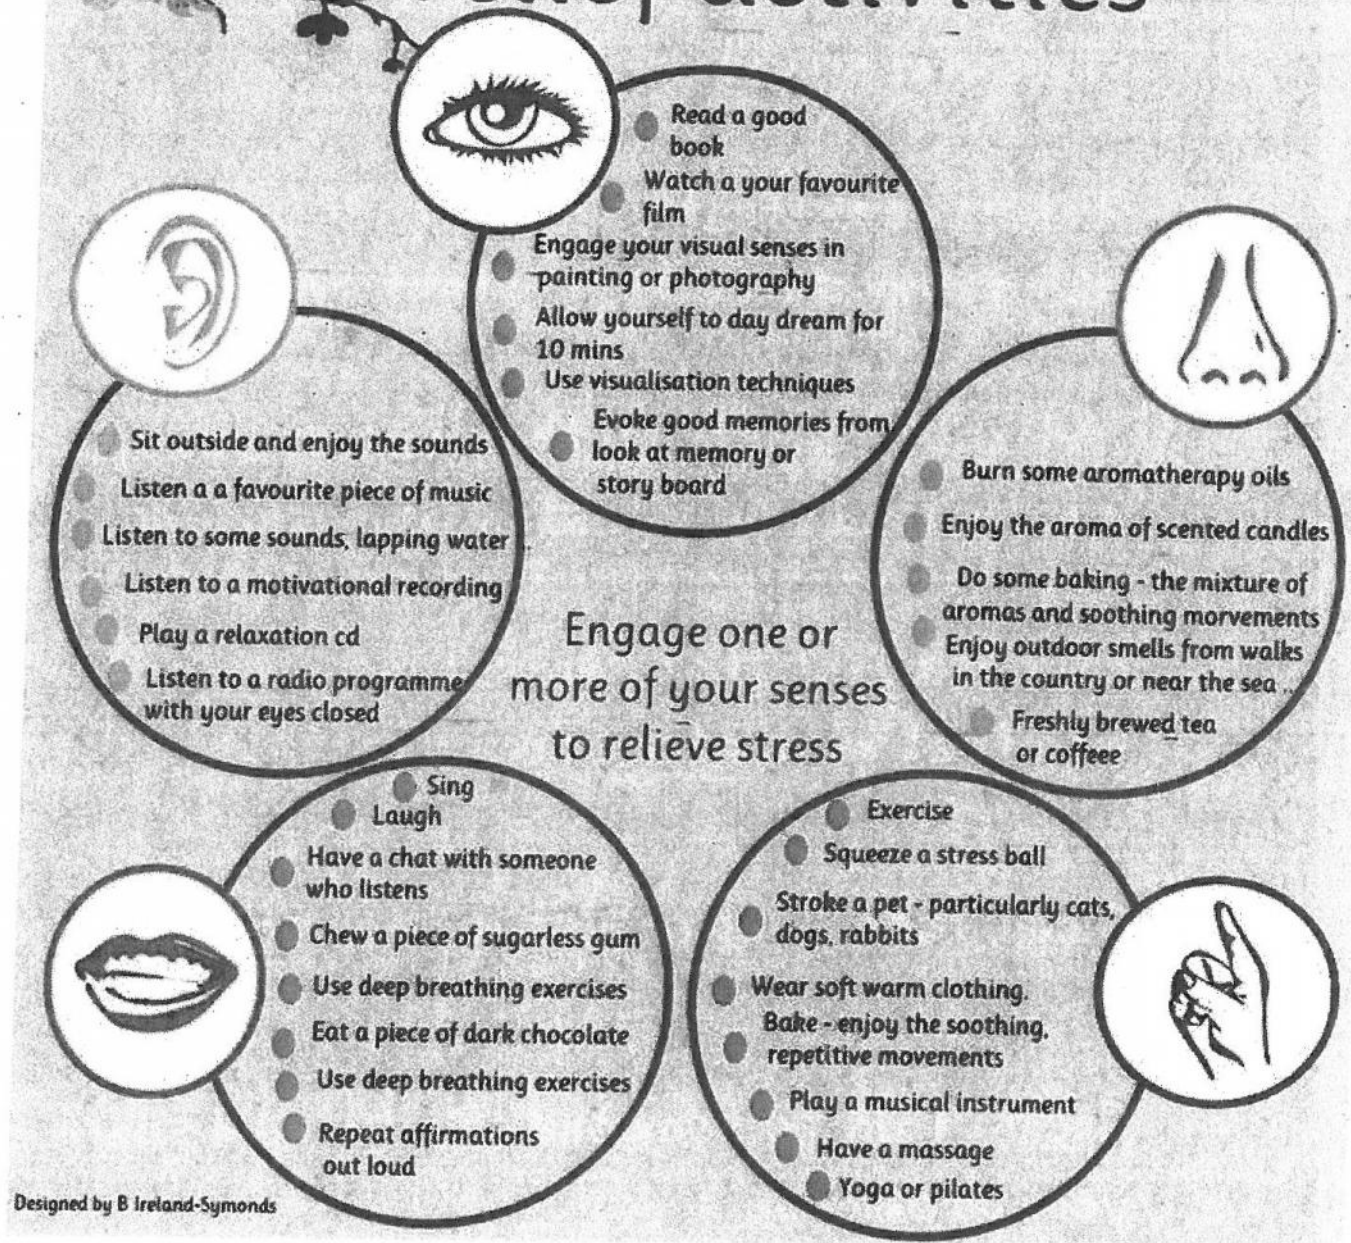 activities
Read a good
book
Watch a your favourite
film
Engage your visual senses in
painting or photography
Allow yourself to day dream for
10 mins
Use visualisation techniques
Evoke good memories from
look at memory or
story board
Sit outside and enjoy the sounds
Listen a a favourite piece of music
Listen to some sounds, lapping water
Listen to a motivational recording
Play a relaxation cd
Listen to a radio programme
with your eyes closed
Burn some aromatherapy oils
Enjoy the aroma of scented candles
Do some baking - the mixture of
aromas and soothing morvements
Enjoy outdoor smells from walks
in the country or near the sea ..
Freshly brewed tea
or coffeee
Engage one or
more of your senses
to relieve stress
Sing
Laugh
Have a chat with someone
who listens
Chew a piece of sugarless gum
Use deep breathing exercises
Eat a piece of dark chocolate
Use deep breathing exercises
Repeat affirmations
out loud
Exercise
Squeeze a stress ball
Stroke a pet - particularly cats,
dogs, rabbits
Wear soft warm clothing.
Bake - enjoy the soothing,
repetitive movements
Play a musical instrument
Have a massage
Yoga or pilates
Designed by B Ireland-Symonds